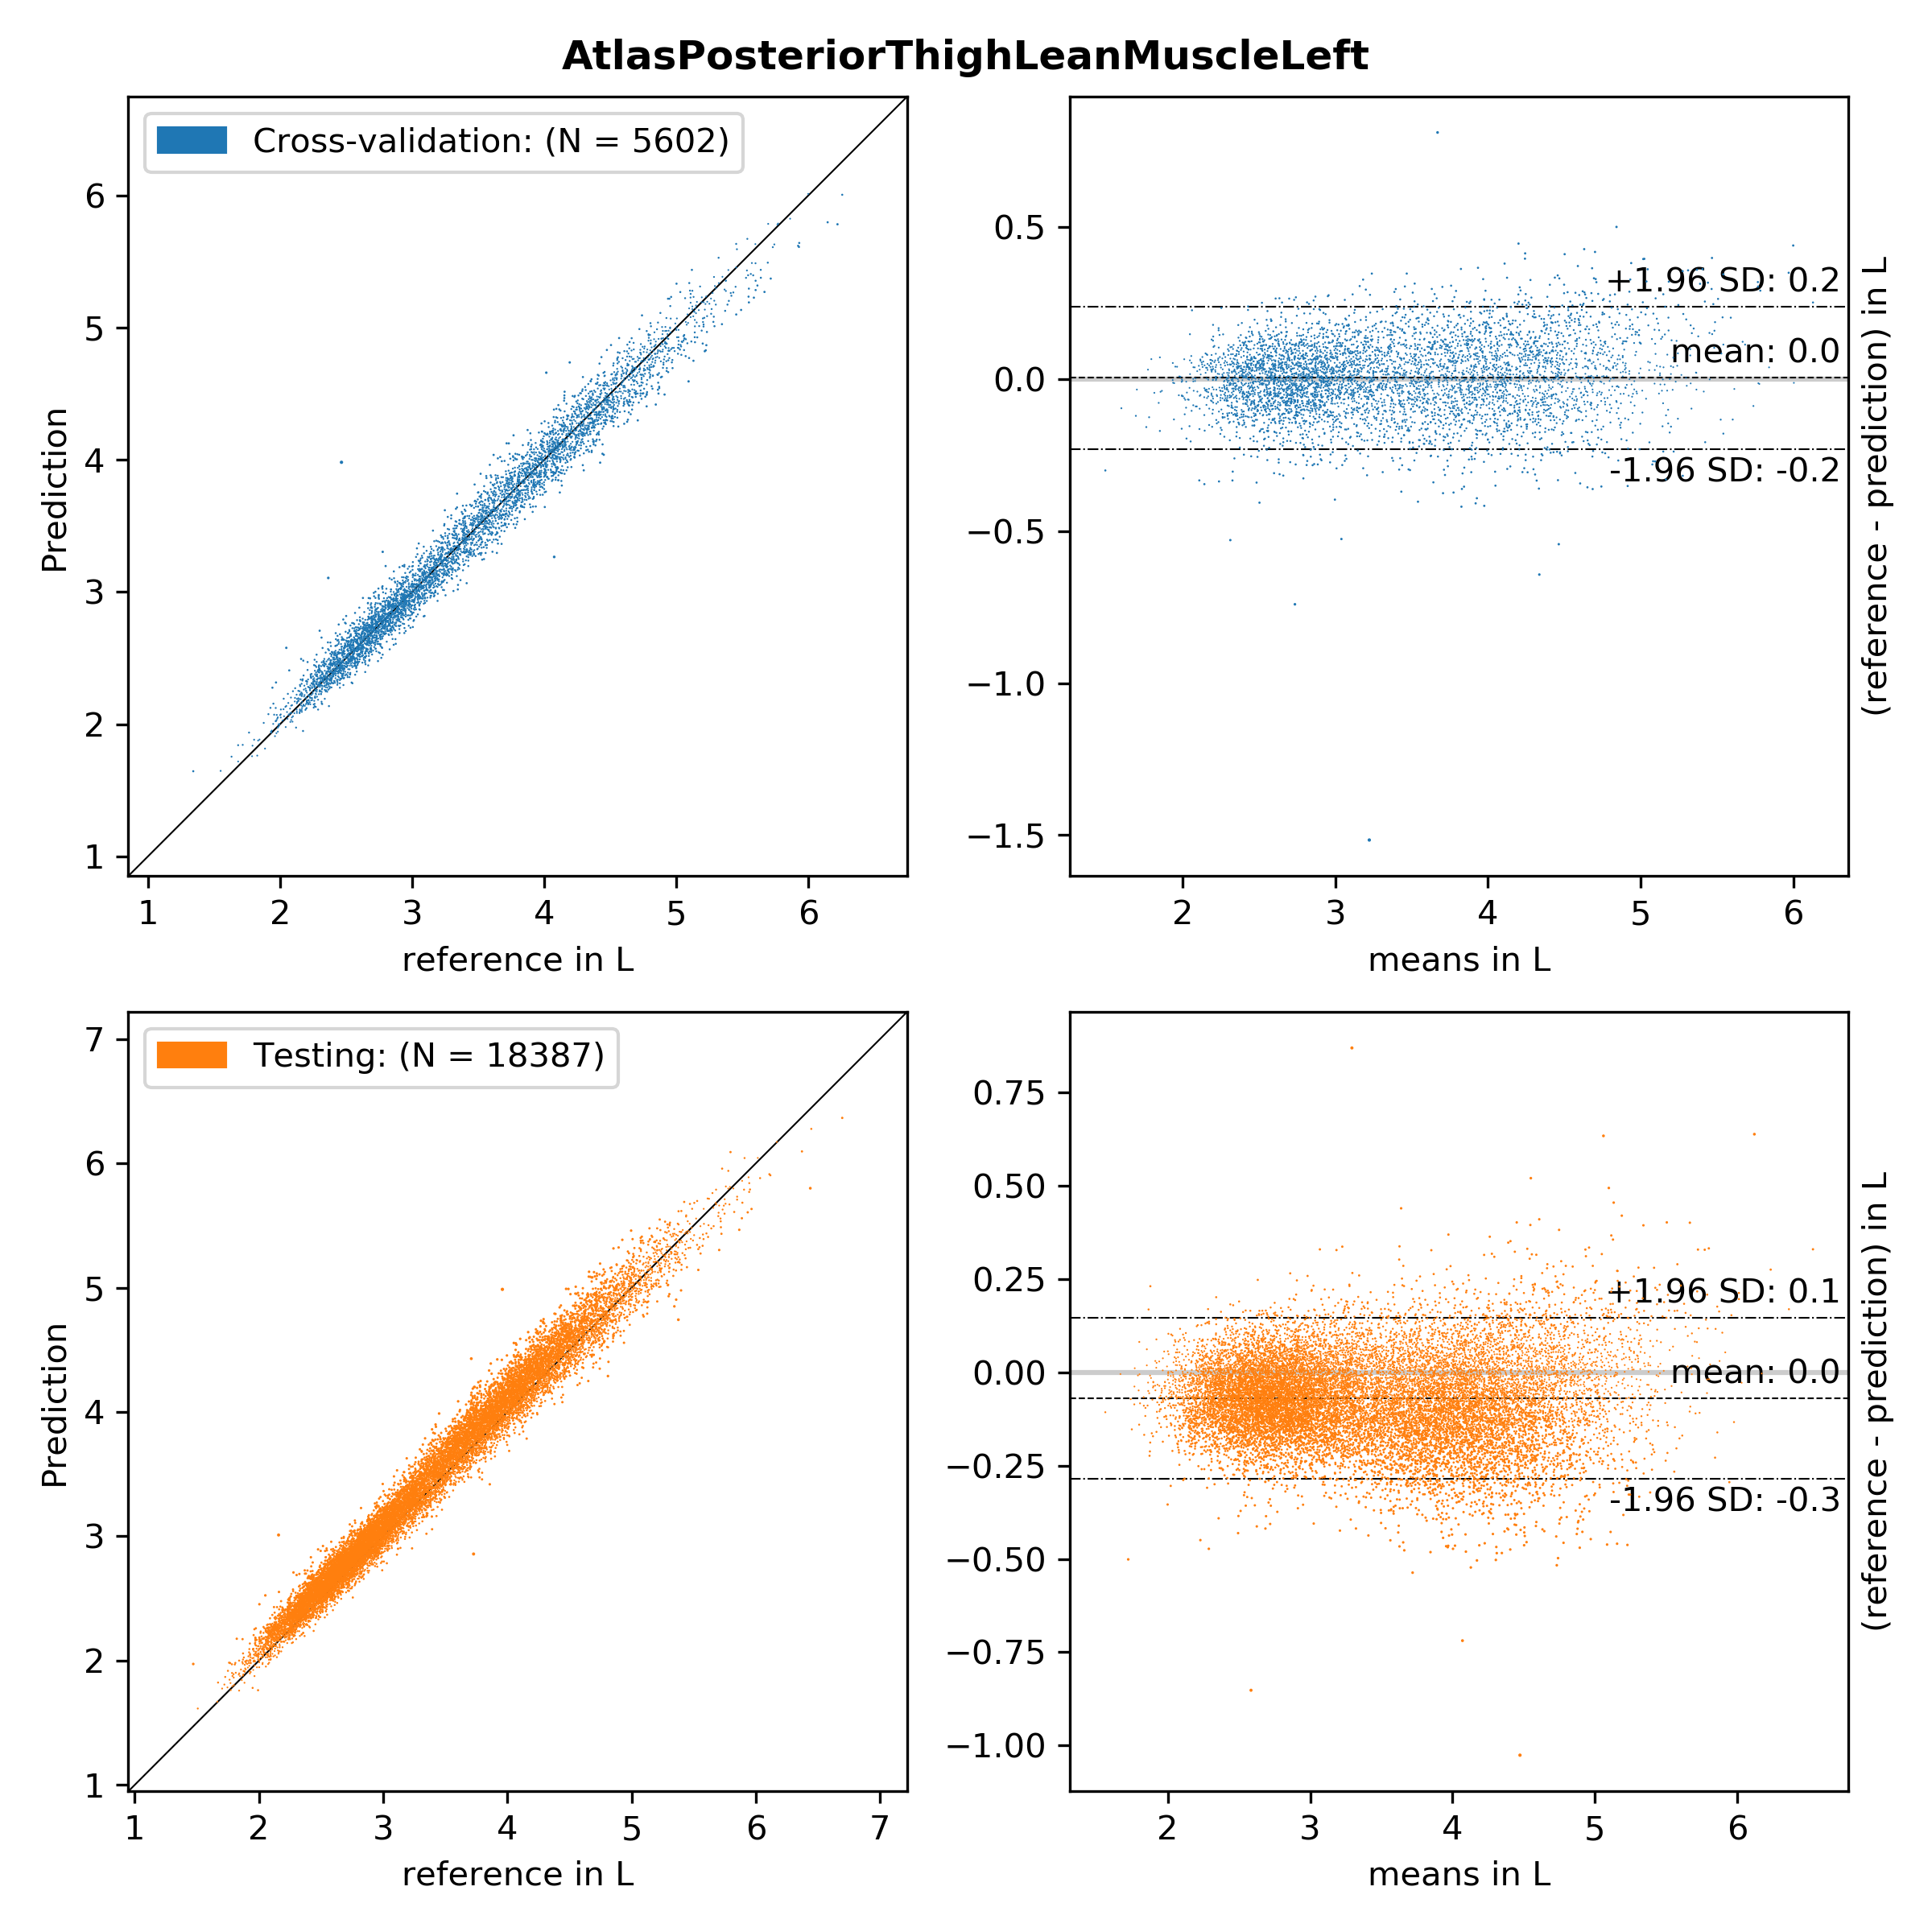 AtlasPosteriorThighLeanMuscleLeft
Cross-validation: (N = 5602)
Prediction
6
5
4
3
2
1
1 2 3 4 5 6
reference in L
0.5
0.0
−0.5
−1.0
−1.5
+1.96 SD: 0.2
mean: 0.0
-1.96 SD: -0.2
(reference - prediction) in L
2 3 4 5 6
means in L
Testing: (N = 18387)
Prediction
7
6
5
4
3
2
1
1 2 3 4 5 6 7
reference in L
0.75
0.50
0.25
0.00
−0.25
−0.50
−0.75
−1.00
+1.96 SD: 0.1
mean: 0.0
-1.96 SD: -0.3
(reference - prediction) in L
2 3 4 5 6
means in L